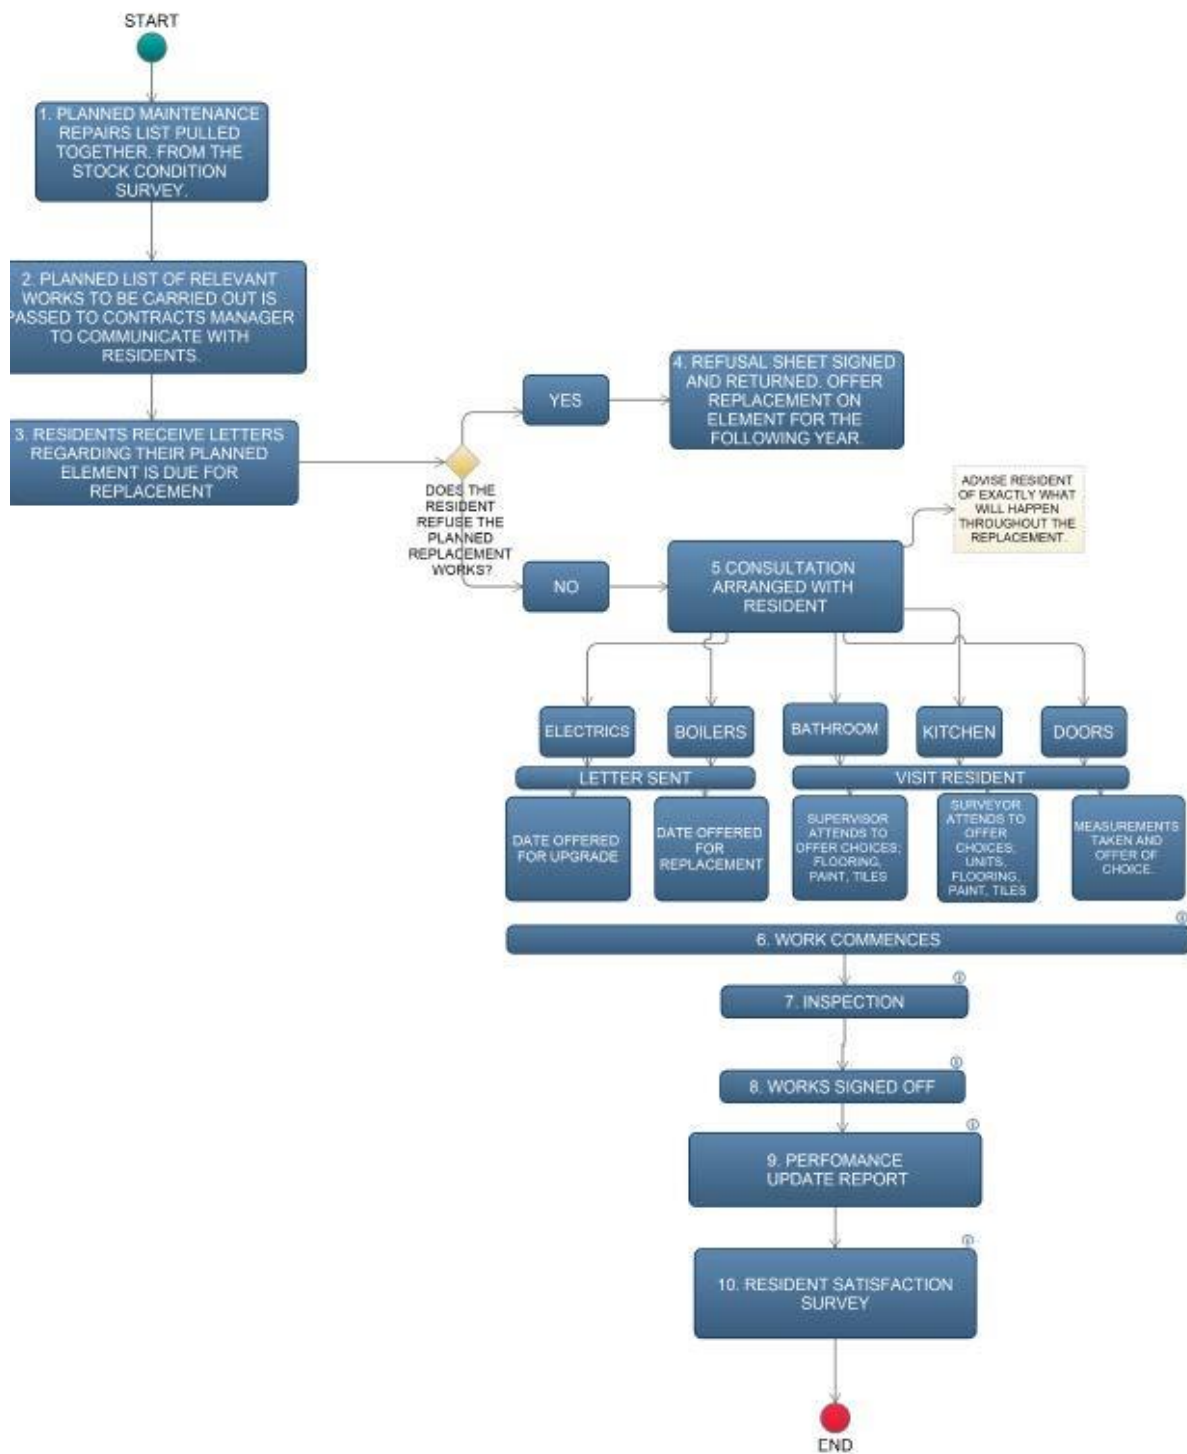 START
1. PLANNED MAINTENANCE
REPAIRS LIST PULLED
TOGETHER. FROM THE
STOCK CONDITION
SURVEY.
2. PLANNED LIST OF RELEVANT
WORKS TO BE CARRIED OUT IS
PASSED TO CONTRACTS MANAGER
TO COMMUNICATE WITH
RESIDENTS.
3. RESIDENTS RECEIVE LETTERS
REGARDING THEIR PLANNED
ELEMENT IS DUE FOR
REPLACEMENT
DOES THE
RESIDENT
REFUSE THE
PLANNED
REPLACEMENT
WORKS?
YES
4. REFUSAL SHEET SIGNED
AND RETURNED. OFFER
REPLACEMENT ON
ELEMENT FOR THE
FOLLOWING YEAR.
NO
5.CONSULTATION
ARRANGED WITH
RESIDENT
ADVISE RESIDENT
OF EXACTLY WHAT
WILL HAPPEN
THROUGHOUT THE
REPLACEMENT.
ELECTRICS
BOILERS
BATHROOM
KITCHEN
DOORS
LETTER SENT
VISIT RESIDENT
DATE OFFERED
FOR UPGRADE
DATE OFFERED
FOR
REPLACEMENT
SUPERVISOR
ATTENDS TO
OFFER CHOICES;
FLOORING,
PAINT, TILES
SURVEYOR
ATTENDS TO
OFFER
CHOICES;
UNITS,
FLOORING,
PAINT, TILES
MEASUREMENTS
TAKEN AND
OFFER OF
CHOICE.
6. WORK COMMENCES
7. INSPECTION
8. WORKS SIGNED OFF
9. PERFOMANCE
UPDATE REPORT
10. RESIDENT SATISFACTION
SURVEY
END